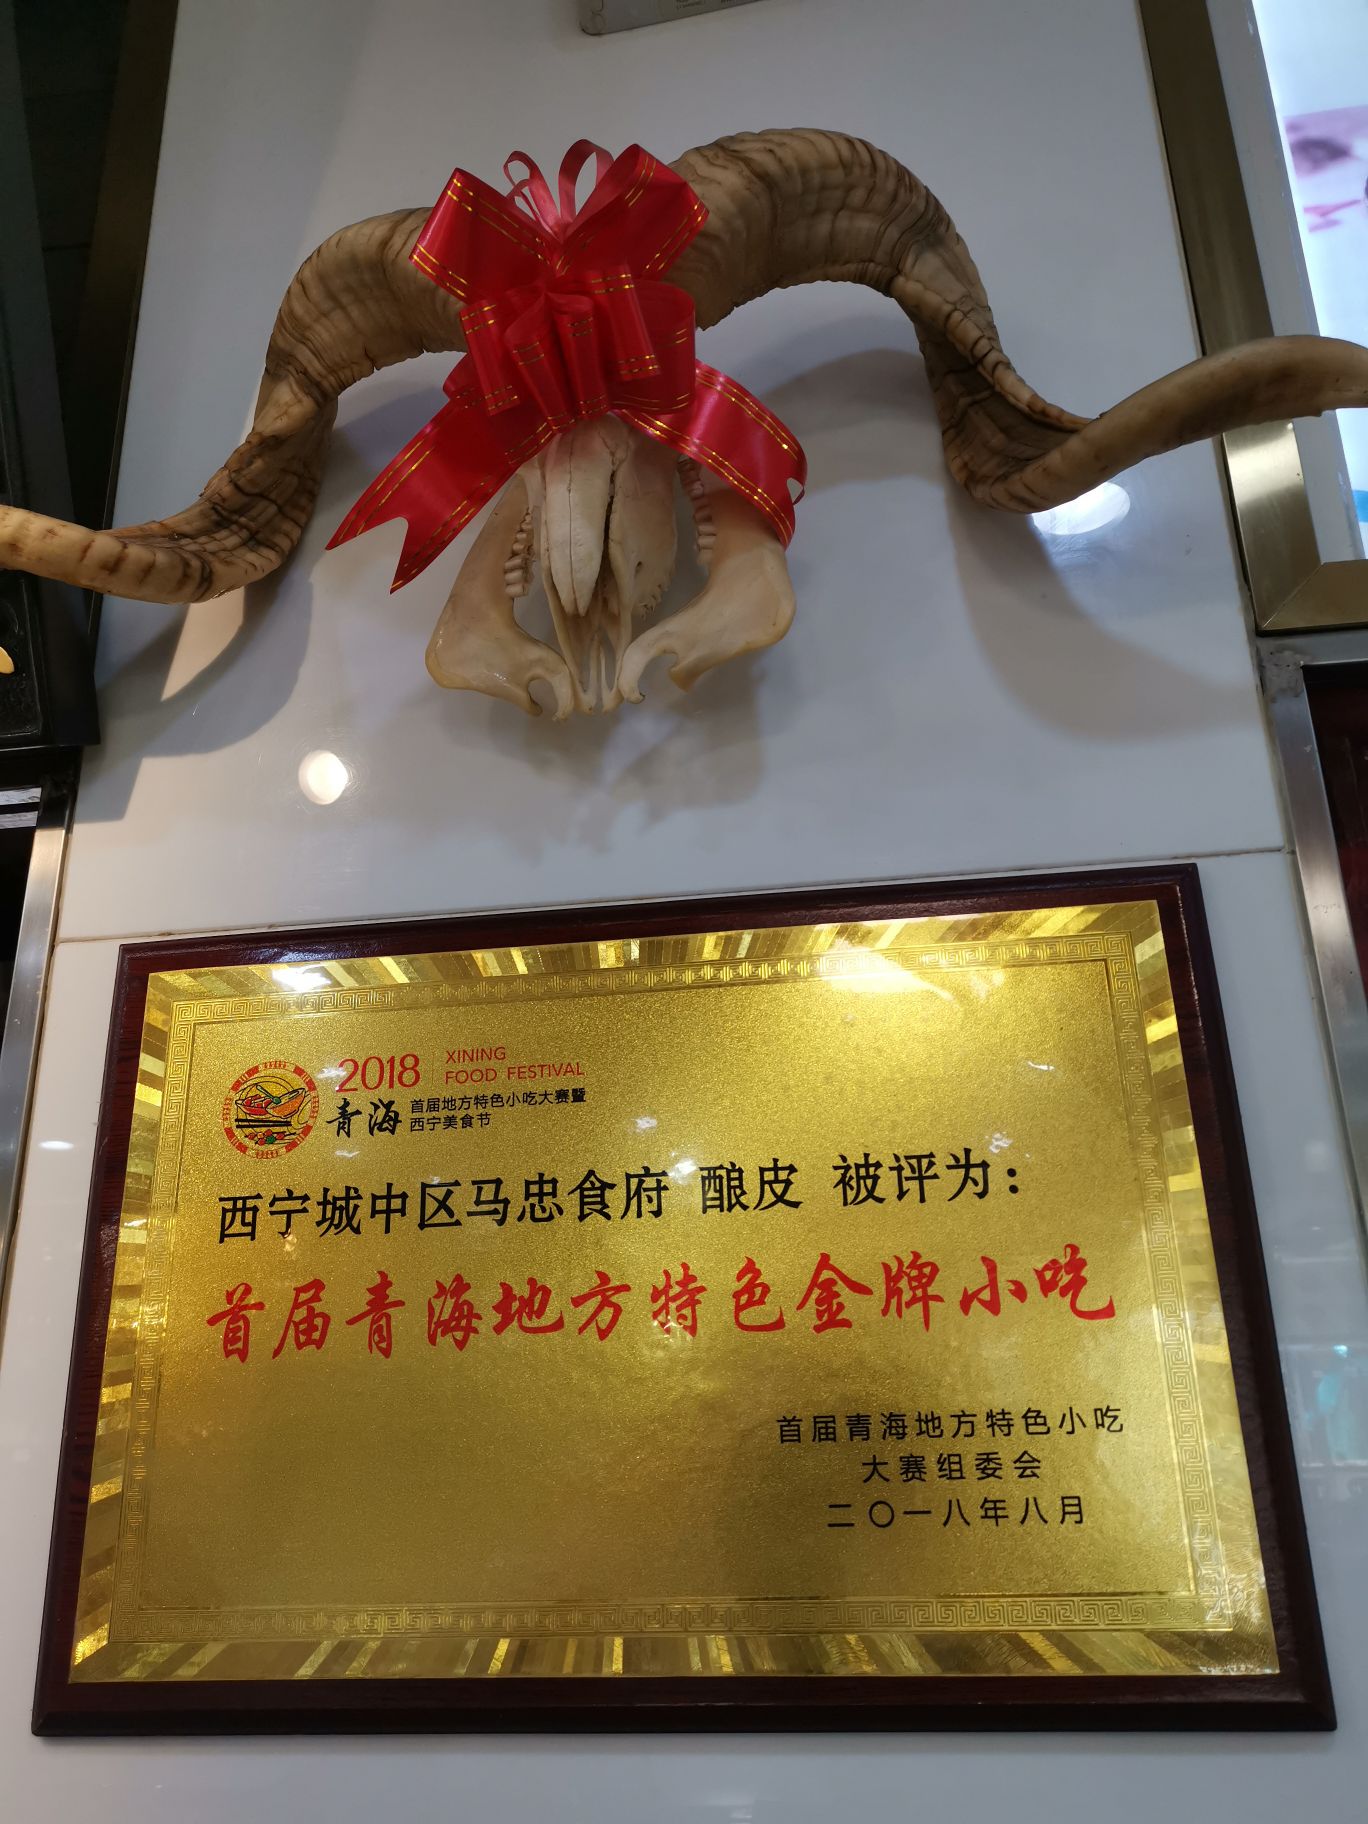 2018
XINING
FOOD FESTIVAL
青海
首届地方特色小吃大赛暨
西宁美食节
西宁城中区马忠食府 酿皮 被评为：
首届青海地方特色金牌小吃
首届青海地方特色小吃
大赛组委会
二〇一八年八月